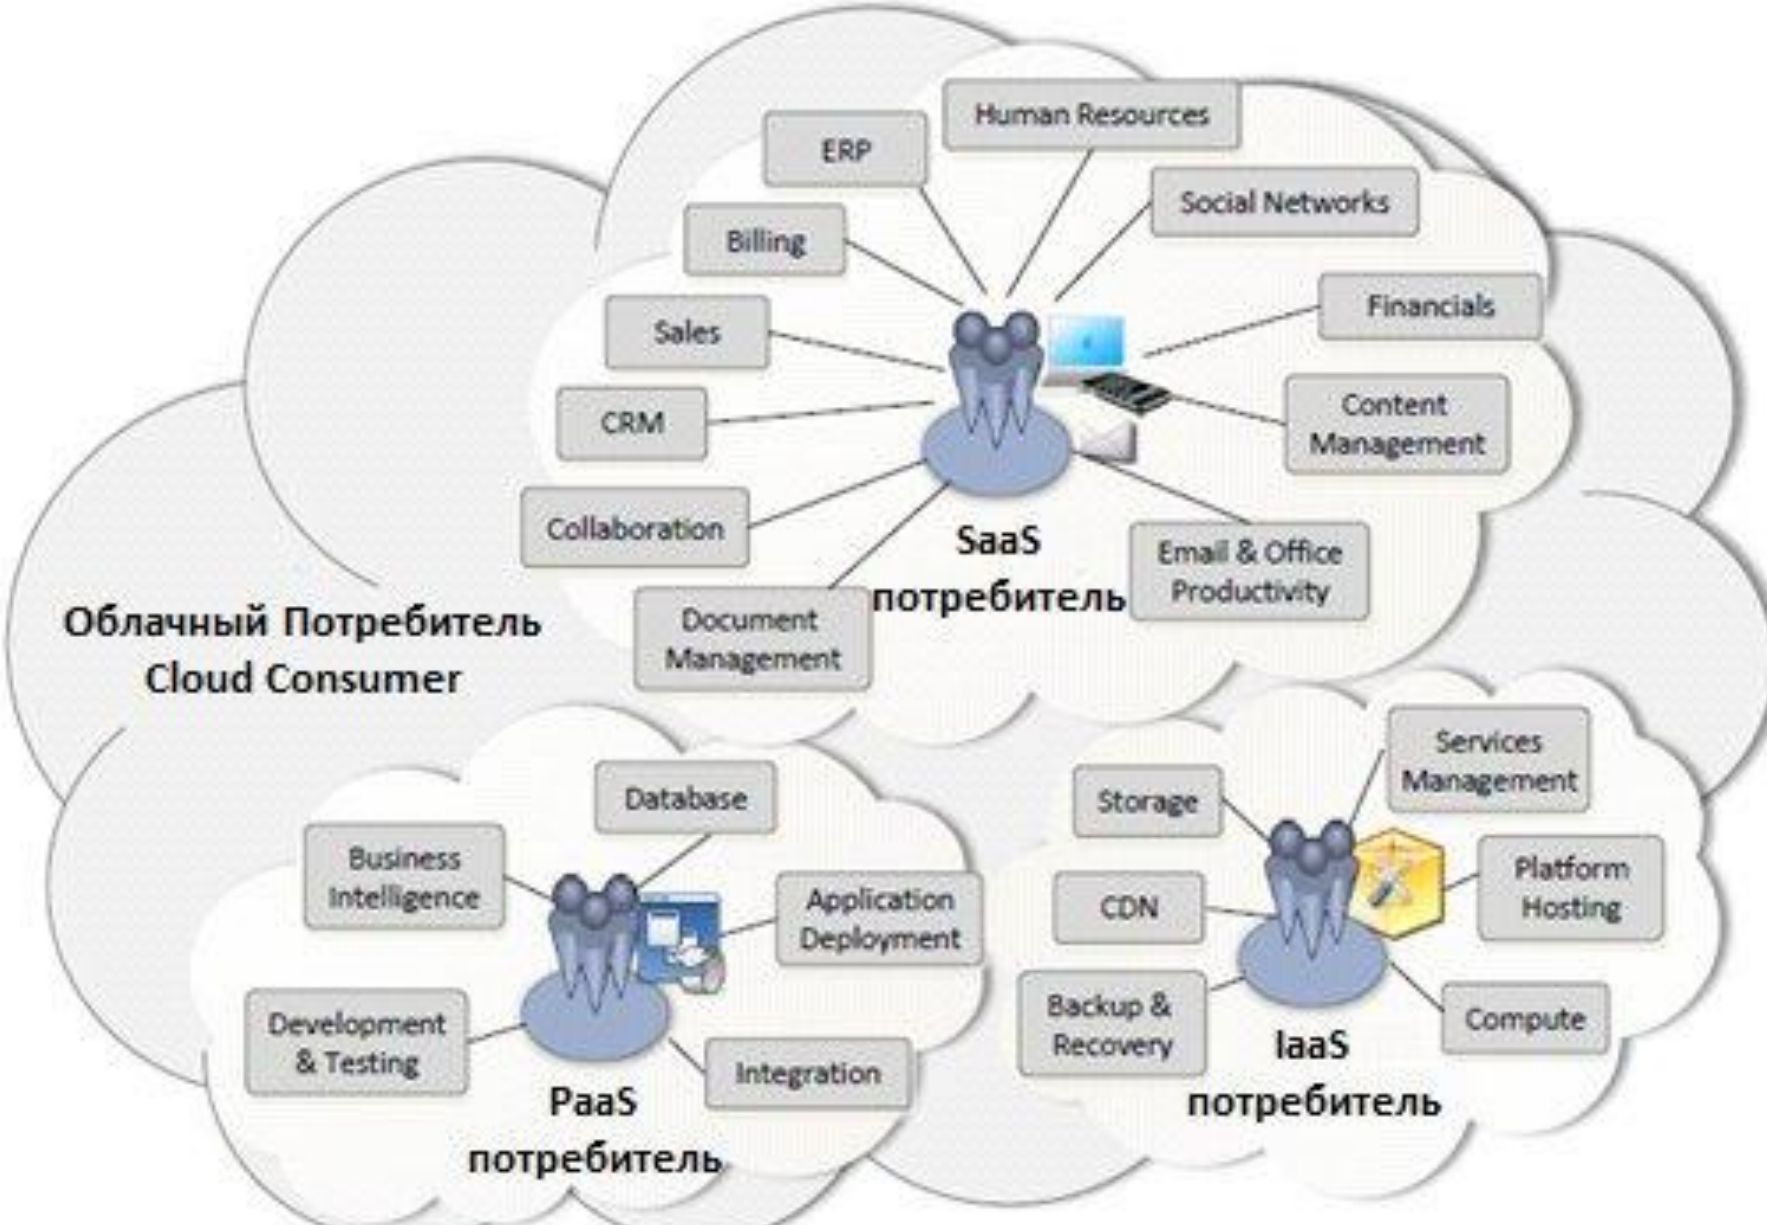 Human Resources
ERP
Social Networks
Billing
Financials
Sales
Content
Management
CRM
Collaboration
SaaS
потребитель
Email & Office
Productivity
Document
Management
Облачный Потребитель
Cloud Consumer
Database
Business
Intelligence
Application
Deployment
Development
& Testing
Integration
PaaS
потребитель
Services
Management
Storage
Platform
Hosting
CDN
Backup &
Recovery
Compute
IaaS
потребитель